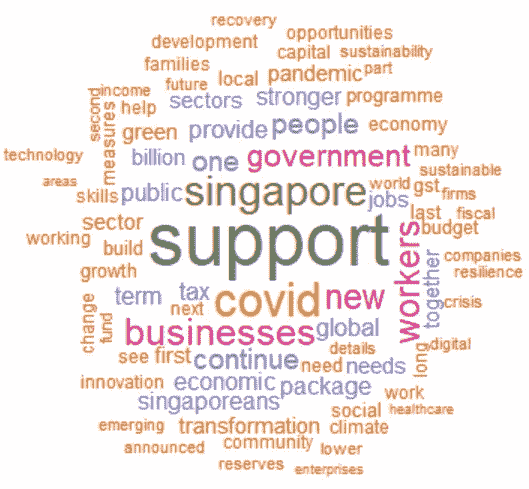 recovery
development opportunities
capital sustainability
families
future local pandemic part
second income sectors stronger programme
measures help
green provide people economy
technology billion one government many
areas sustainable
skills public singapore world gst firms
jobs
sector last fiscal
working support workers budget
build together companies
growth resilience
term tax covid new crisis
change fund next
businesses global
see first continue details long digital
need needs
innovation economic package
singaporeans work
social healthcare
emerging transformation climate
announced community lower
reserves enterprises